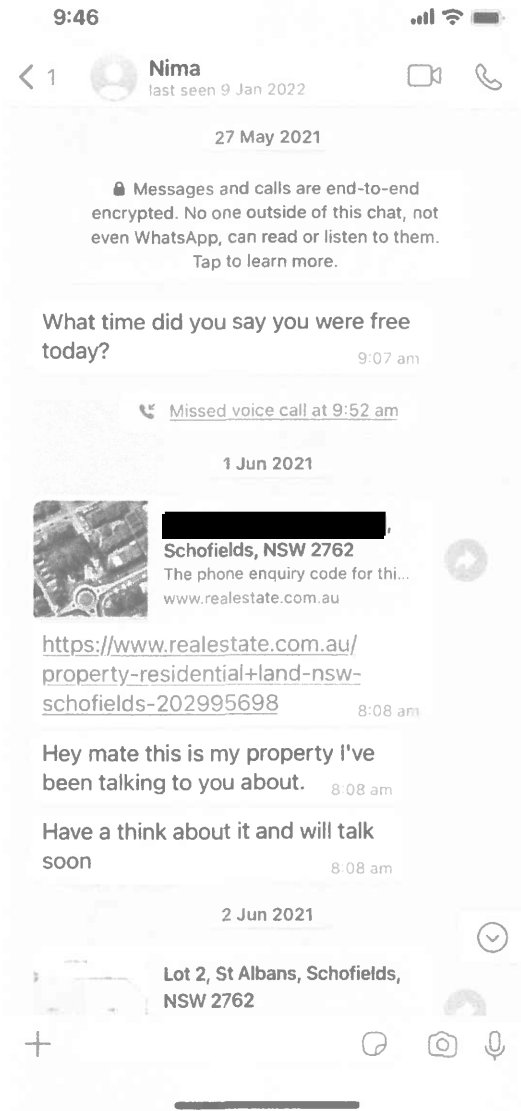 9:46
1
Nima
last seen 9 Jan 2022
27 May 2021
Messages and calls are end-to-end
encrypted. No one outside of this chat, not
even WhatsApp, can read or listen to them.
Tap to learn more.
What time did you say you were free
today?
9:07 am
Missed voice call at 9:52 am
1 Jun 2021
,
Schofields, NSW 2762
The phone enquiry code for thi...
www.realestate.com.au
https://www.realestate.com.au/
property-residential+land-nsw-
schofields-202995698
8:08 am
Hey mate this is my property I've
been talking to you about.
8:08 am
Have a think about it and will talk
soon
8:08 am
2 Jun 2021
Lot 2, St Albans, Schofields,
NSW 2762